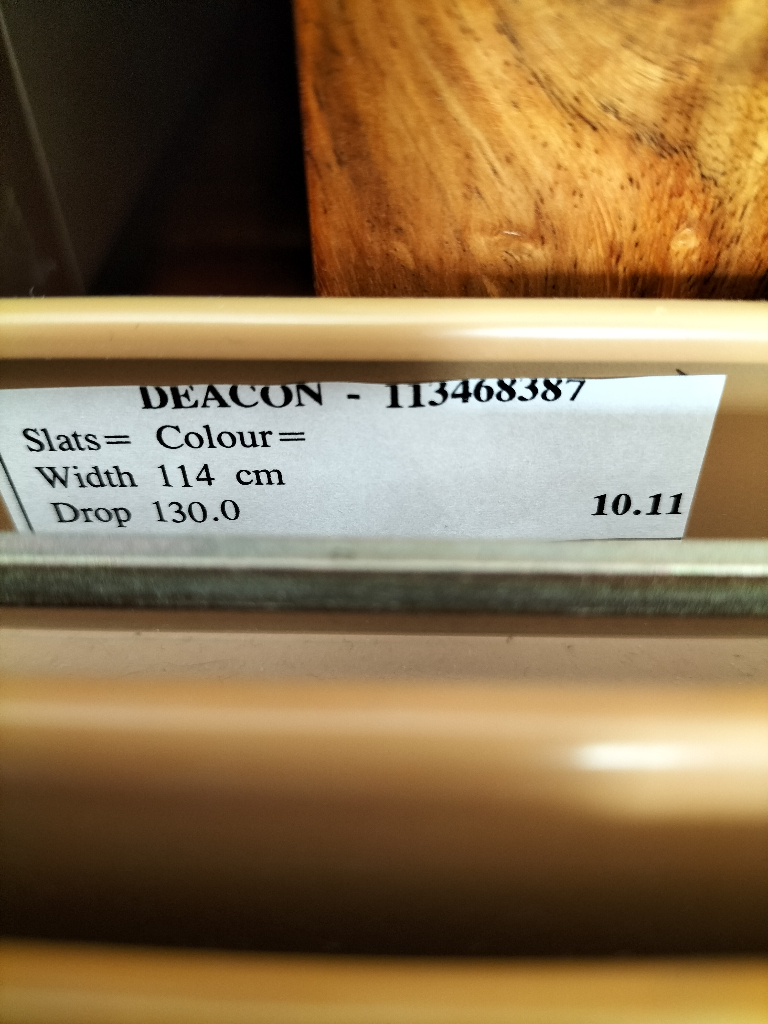 DEACON - 113468387
Slats= Colour=
Width 114 cm
Drop 130.0 10.11